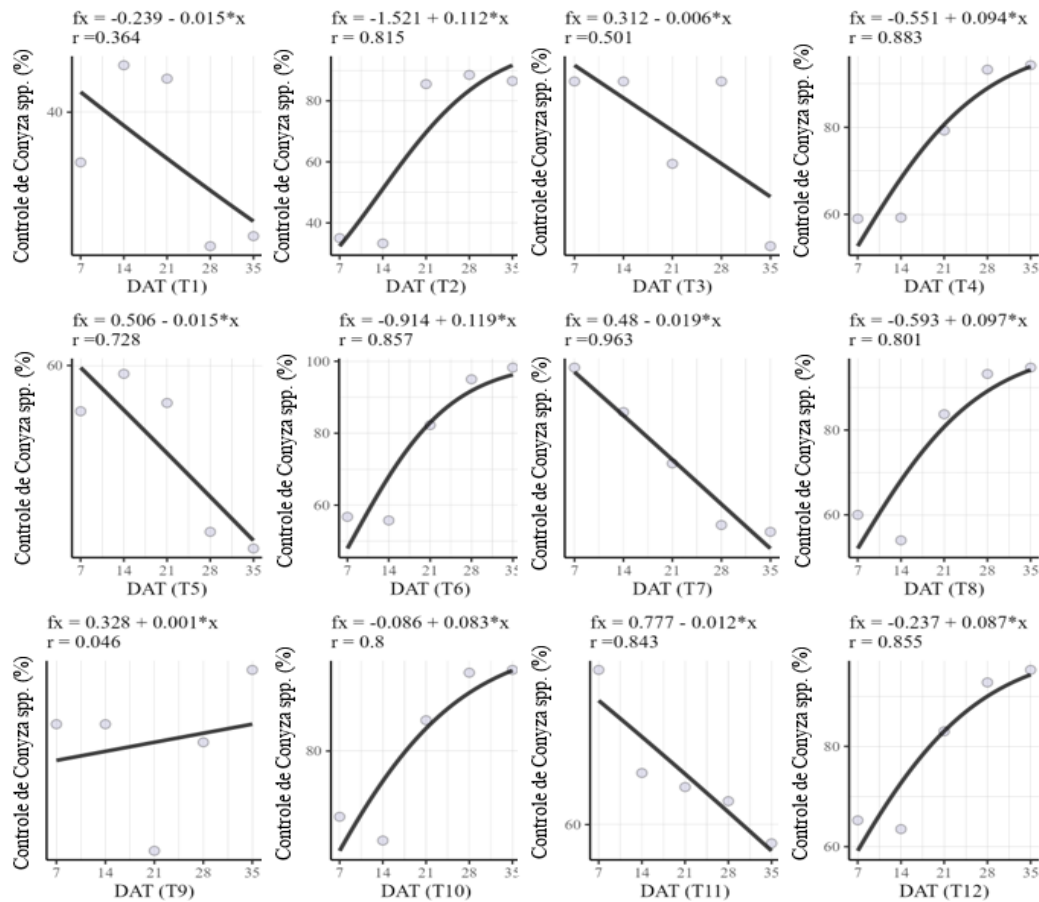 fx = -0.239 - 0.015*x
r =0.364
Controle de Conyza spp. (%)
40
7 14 21 28 35
DAT (T1)
fx = -1.521 + 0.112*x
r = 0.815
Controle de Conyza spp. (%)
80
60
40
7 14 21 28 35
DAT (T2)
fx = 0.312 - 0.006*x
r =0.501
Controle de Conyza spp. (%)
7 14 21 28 35
DAT (T3)
fx = -0.551 + 0.094*x
r = 0.883
Controle de Conyza spp. (%)
80
60
7 14 21 28 35
DAT (T4)
fx = 0.506 - 0.015*x
r =0.728
Controle de Conyza spp. (%)
60
7 14 21 28 35
DAT (T5)
fx = -0.914 + 0.119*x
r = 0.857
Controle de Conyza spp. (%)
100
80
60
7 14 21 28 35
DAT (T6)
fx = 0.48 - 0.019*x
r =0.963
Controle de Conyza spp. (%)
7 14 21 28 35
DAT (T7)
fx = -0.593 + 0.097*x
r = 0.801
Controle de Conyza spp. (%)
80
60
7 14 21 28 35
DAT (T8)
fx = 0.328 + 0.001*x
r = 0.046
Controle de Conyza spp. (%)
7 14 21 28 35
DAT (T9)
fx = -0.086 + 0.083*x
r = 0.8
Controle de Conyza spp. (%)
80
7 14 21 28 35
DAT (T10)
fx = 0.777 - 0.012*x
r =0.843
Controle de Conyza spp. (%)
60
7 14 21 28 35
DAT (T11)
fx = -0.237 + 0.087*x
r = 0.855
Controle de Conyza spp. (%)
80
60
7 14 21 28 35
DAT (T12)